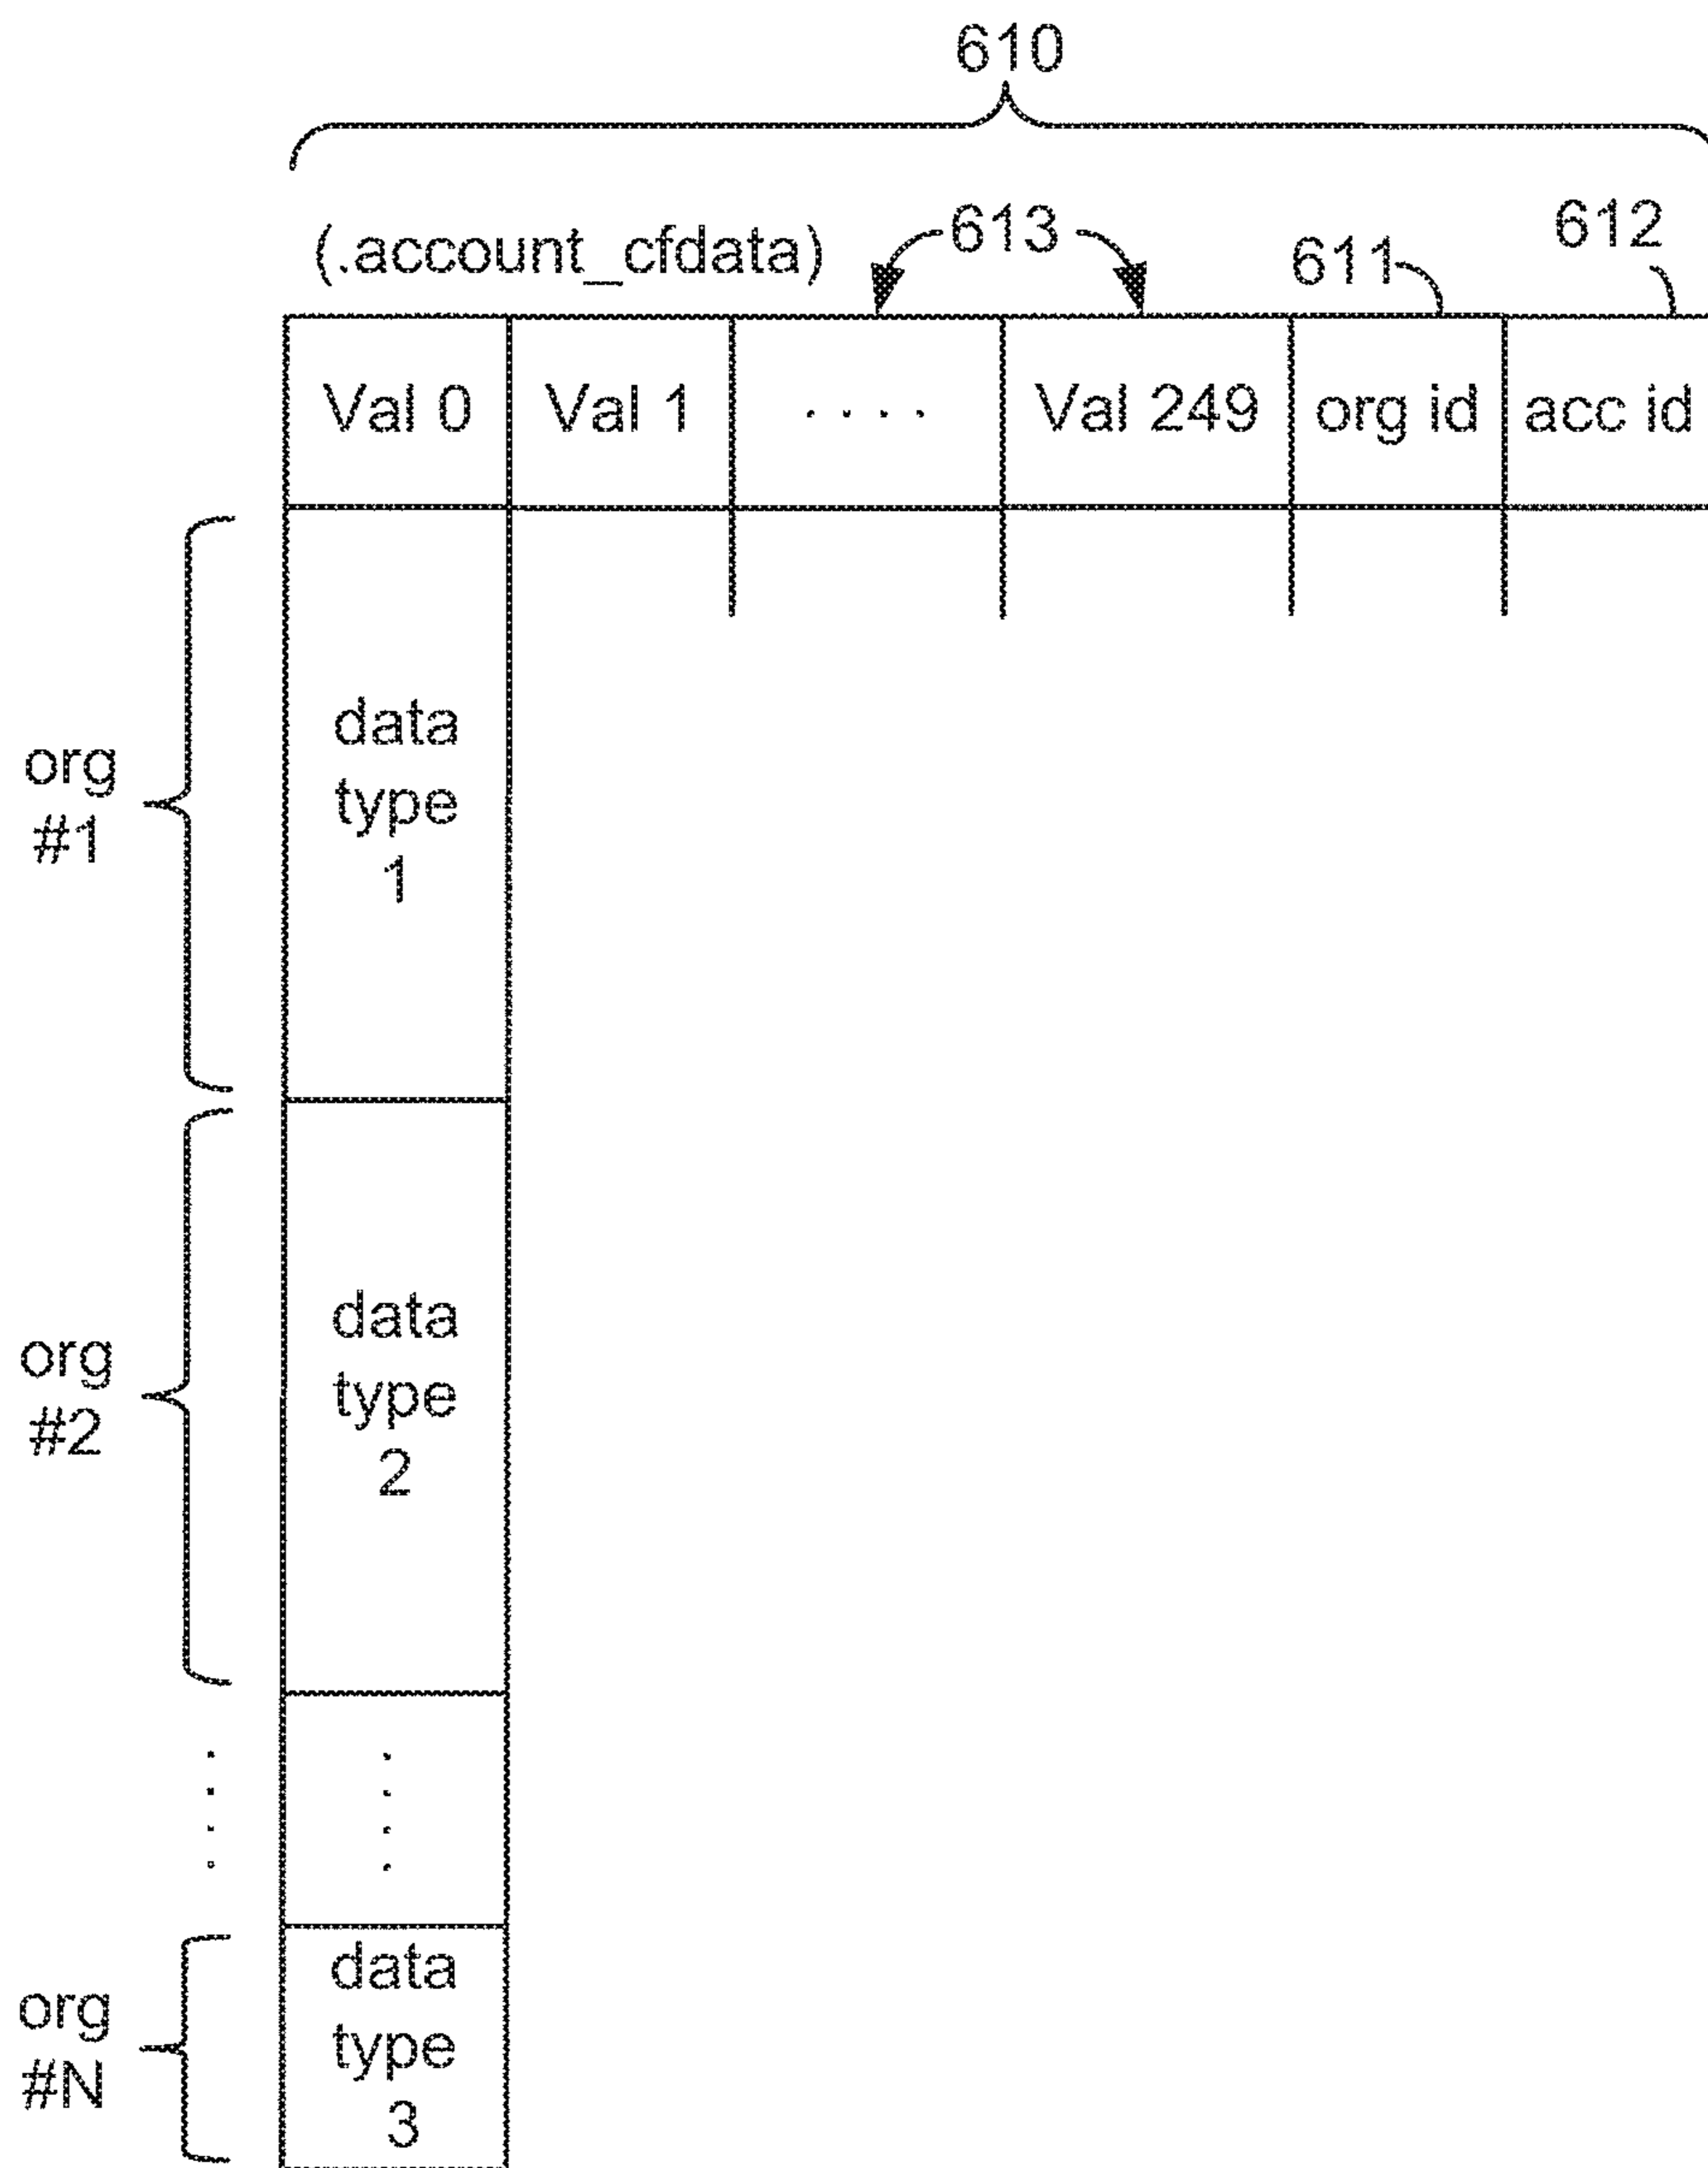 610
(.account_cfdata)
613
611
612
Val 0 Val 1 . . . . Val 249 org id acc id
org
#1
data
type
1
org
#2
data
type
2
. . . .
. . . .
org
#N
data
type
3